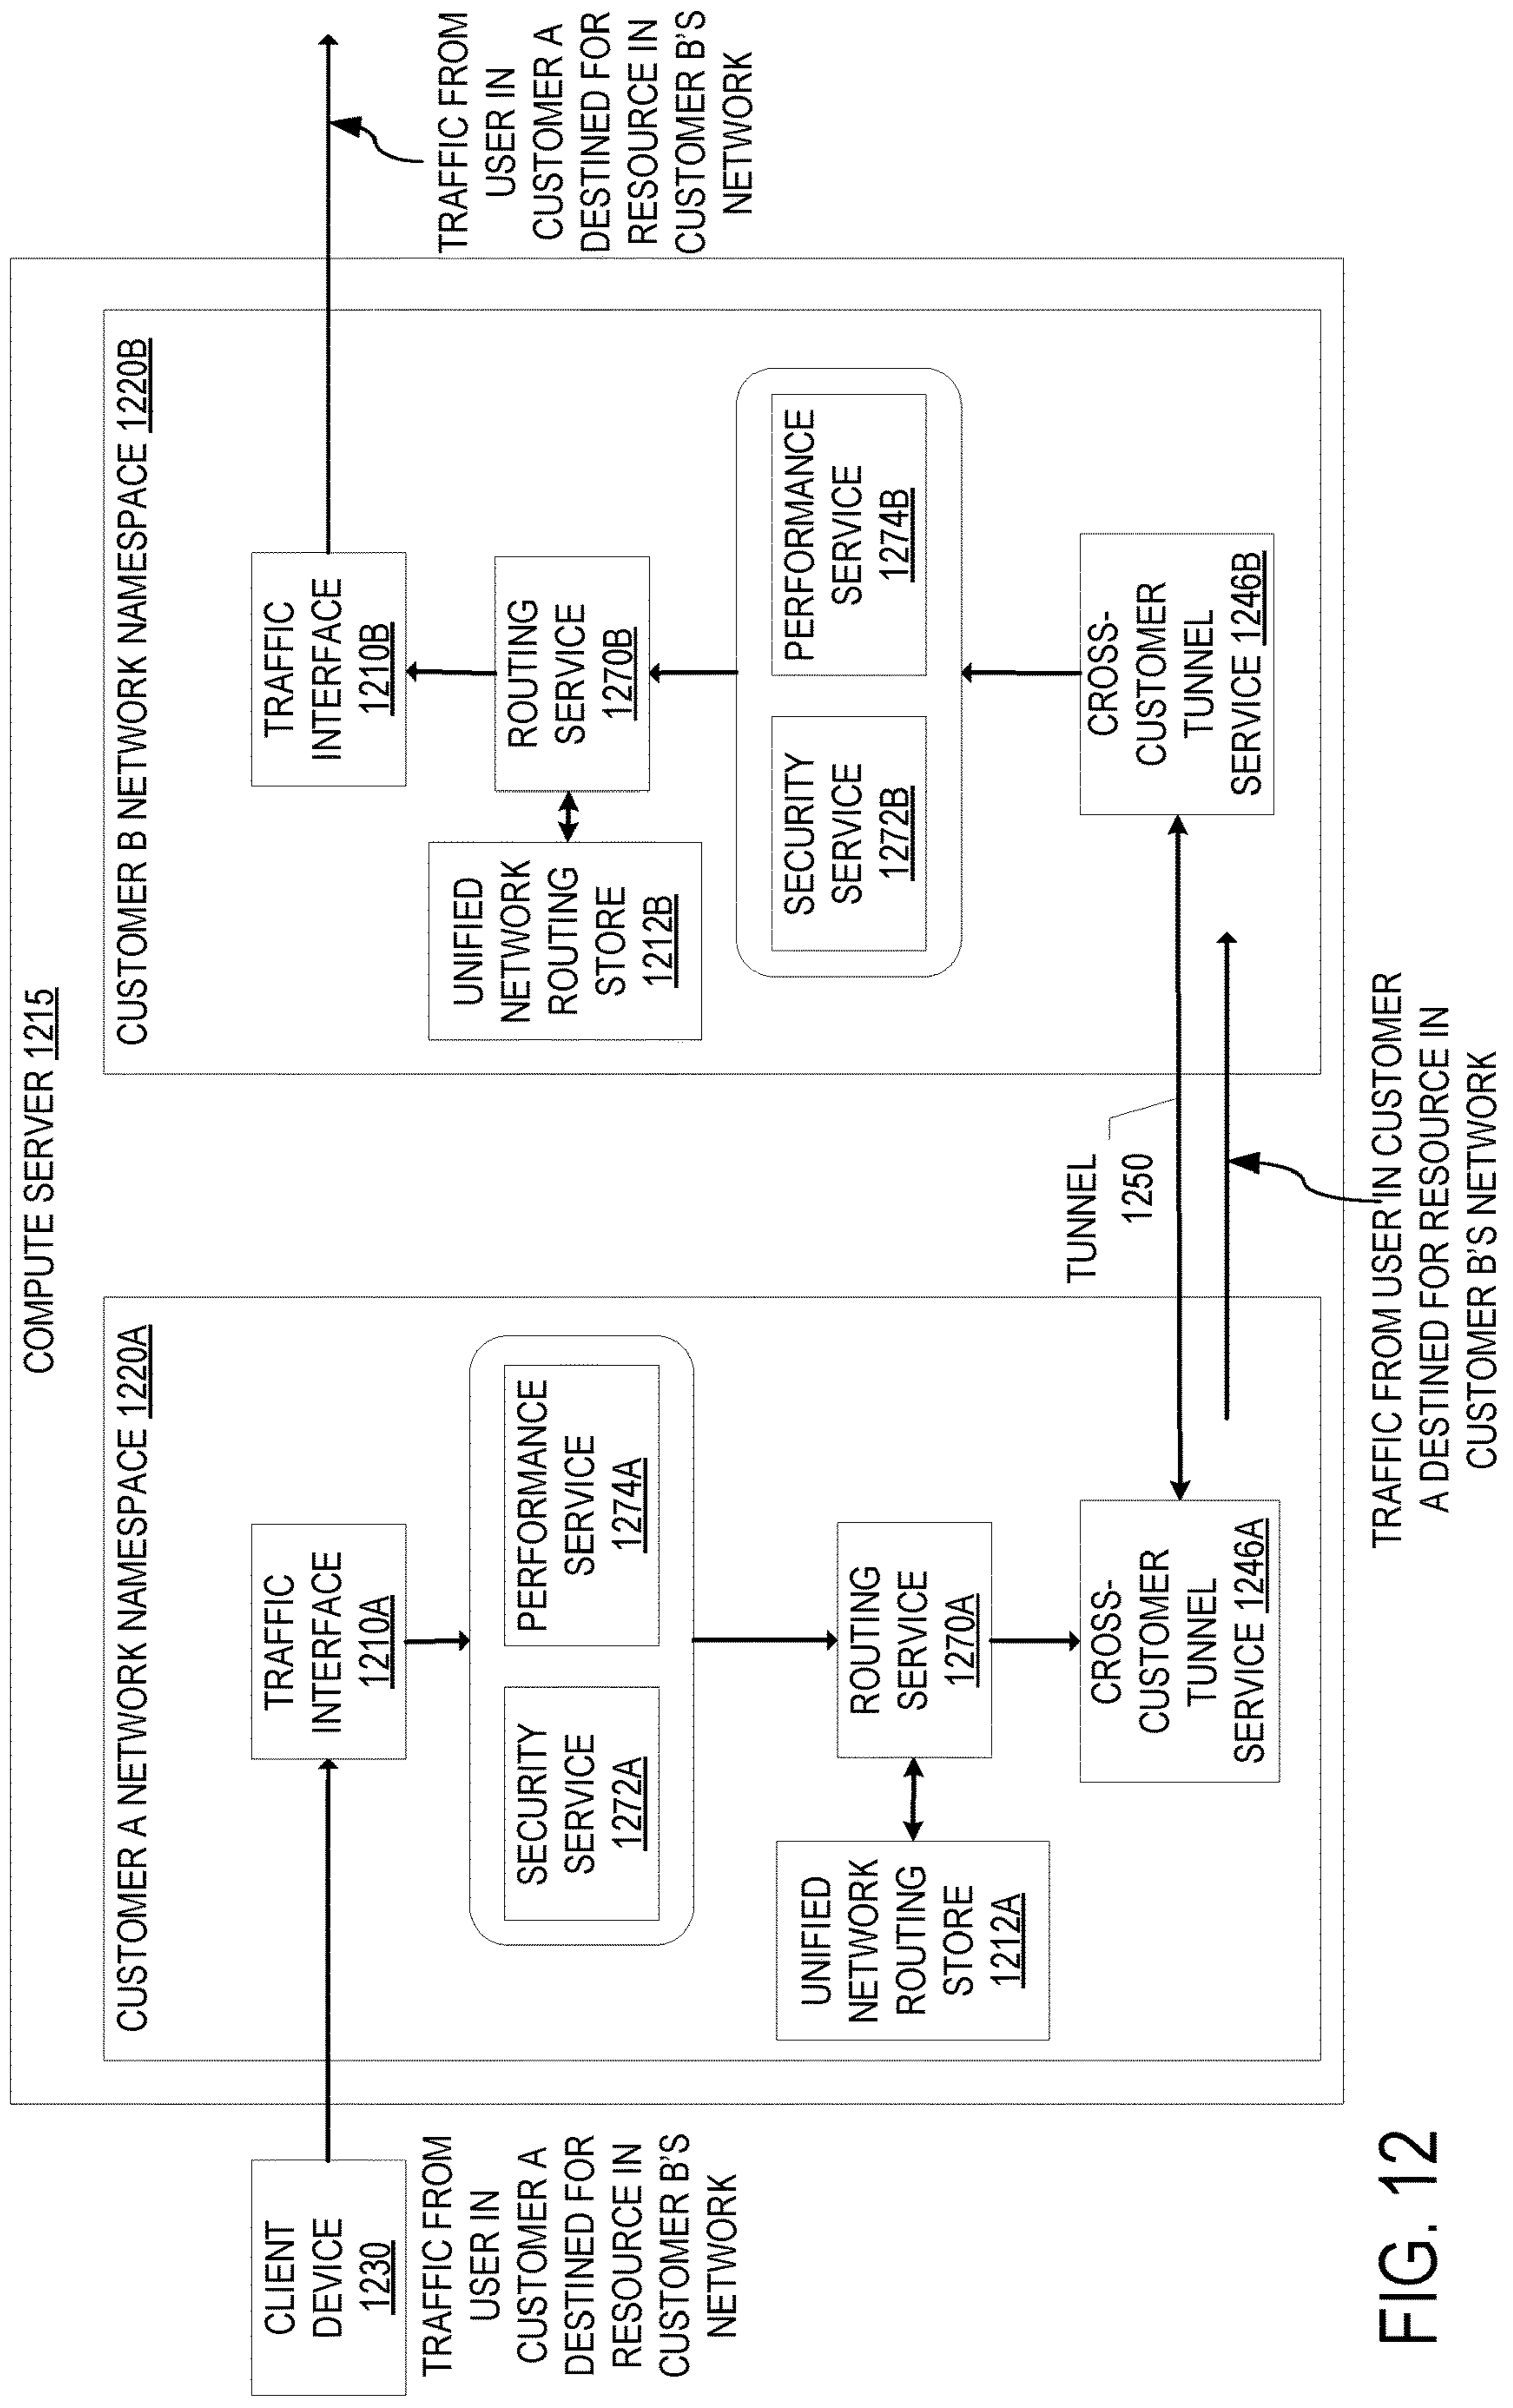 COMPUTE SERVER 1215
CUSTOMER A NETWORK NAMESPACE 1220A
CUSTOMER B NETWORK NAMESPACE 1220B
CLIENT
DEVICE
1230
TRAFFIC FROM
USER IN
CUSTOMER A
DESTINED FOR
RESOURCE IN
CUSTOMER B'S
NETWORK
TRAFFIC
INTERFACE
1210A
SECURITY
SERVICE
1272A
PERFORMANCE
SERVICE
1274A
UNIFIED
NETWORK
ROUTING
STORE
1212A
ROUTING
SERVICE
1270A
CROSS-
CUSTOMER
TUNNEL
SERVICE 1246A
TUNNEL
1250
TRAFFIC FROM USER IN CUSTOMER
A DESTINED FOR RESOURCE IN
CUSTOMER B'S NETWORK
TRAFFIC
INTERFACE
1210B
UNIFIED
NETWORK
ROUTING
STORE
1212B
ROUTING
SERVICE
1270B
SECURITY
SERVICE
1272B
PERFORMANCE
SERVICE
1274B
CROSS-
CUSTOMER
TUNNEL
SERVICE 1246B
TRAFFIC FROM
USER IN
CUSTOMER A
DESTINED FOR
RESOURCE IN
CUSTOMER B'S
NETWORK
FIG. 12